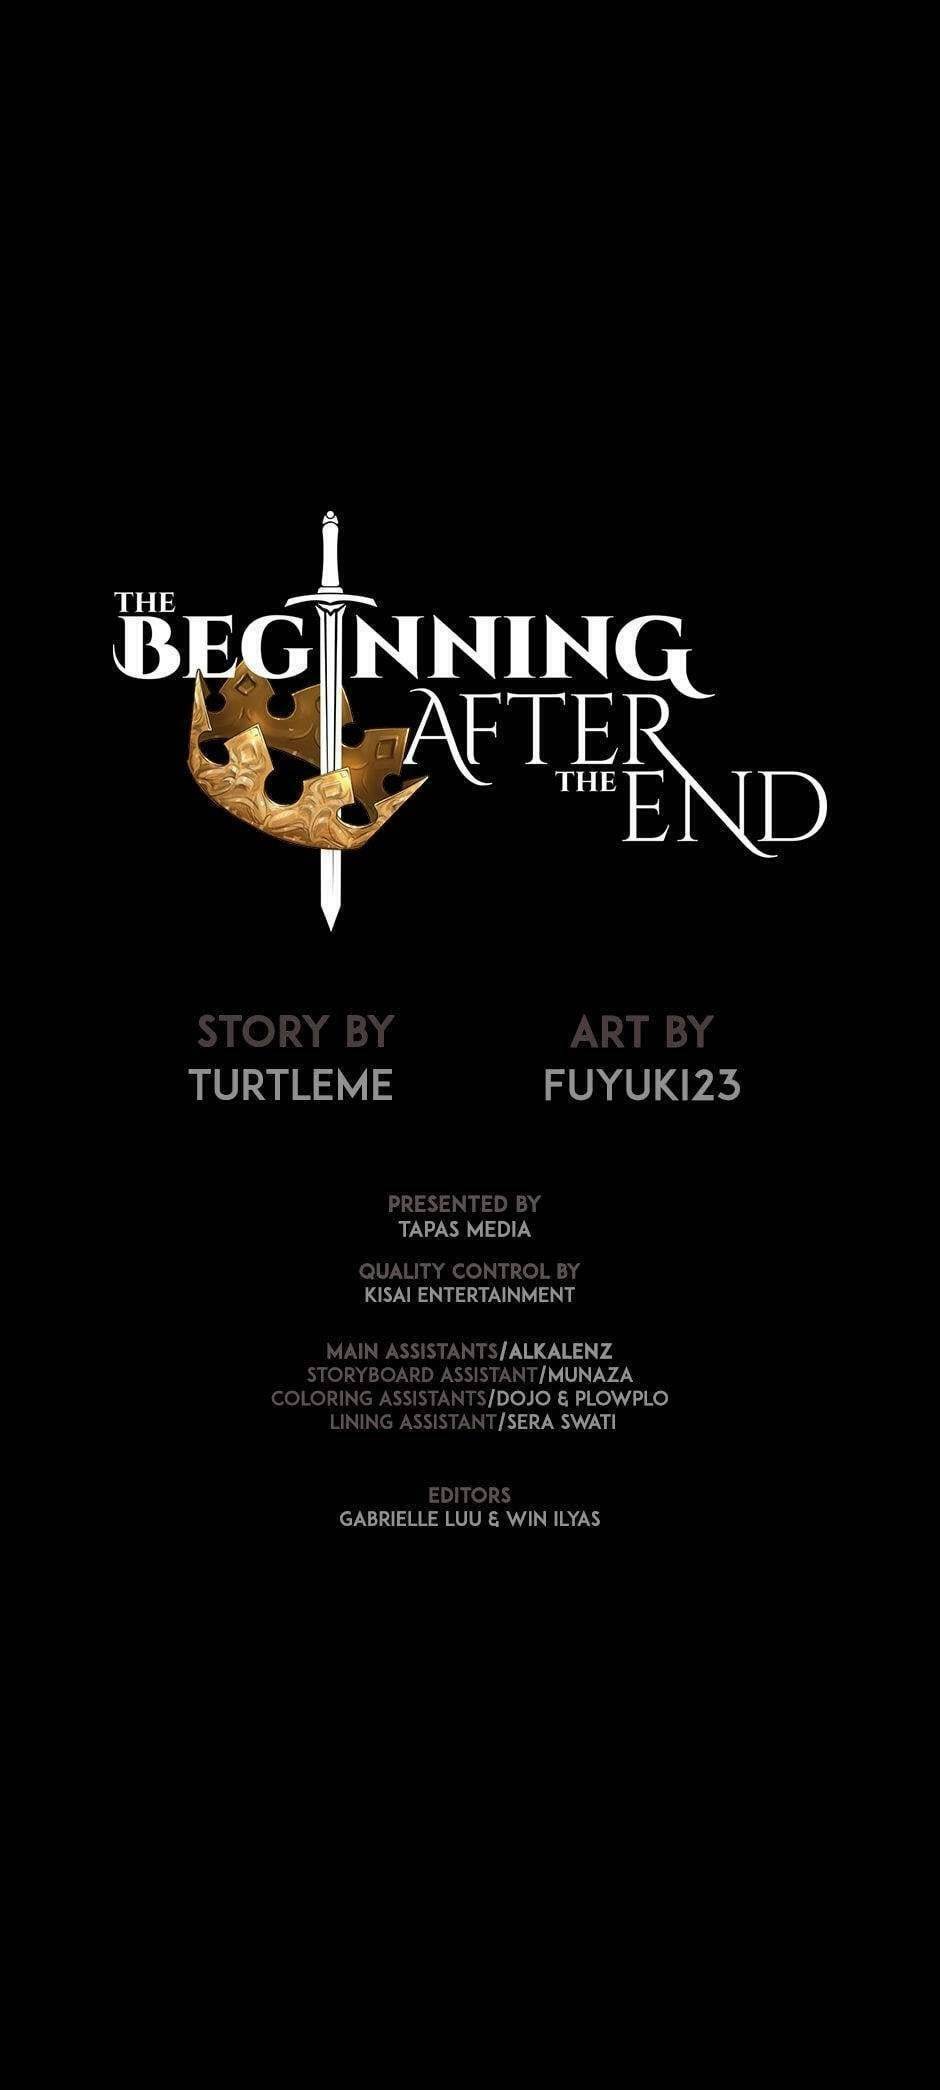 THE
BEGINNING
AFTER
THE END
STORY BY
TURTLEME
ART BY
FUYUKI23
PRESENTED BY
TAPAS MEDIA
QUALITY CONTROL BY
KISAI ENTERTAINMENT
MAIN ASSISTANTS/ALKALENZ
STORYBOARD ASSISTANT/MUNAZA
COLORING ASSISTANTS/DOJO & PLOWPLO
LINING ASSISTANT/SERA SWATI
EDITORS
GABRIELLE LUU & WIN ILYAS